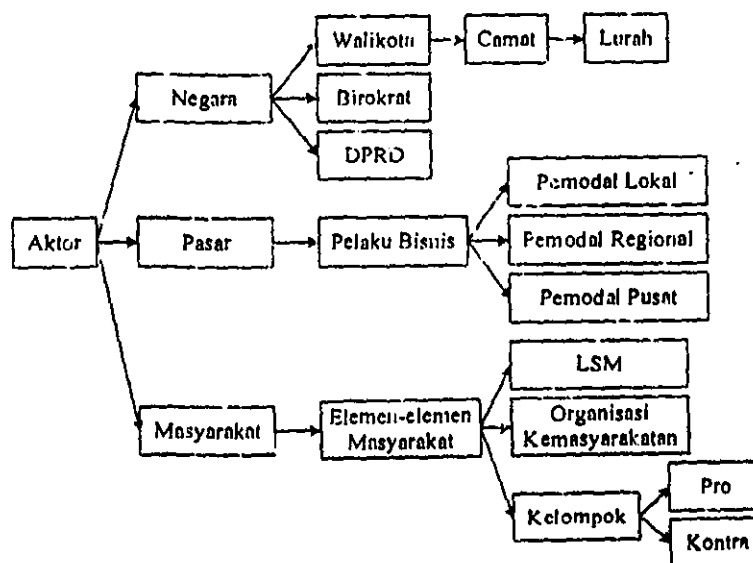 Walikota
Camat
Lurah
Negara
Birokrat
DPRD
Pemodal Lokal
Aktor
Pasar
Pelaku Bisnis
Pemodal Regional
Pemodal Pusat
LSM
Masyarakat
Elemen-elemen
Masyarakat
Organisasi
Kemasyarakatan
Pro
Kelompok
Kontra